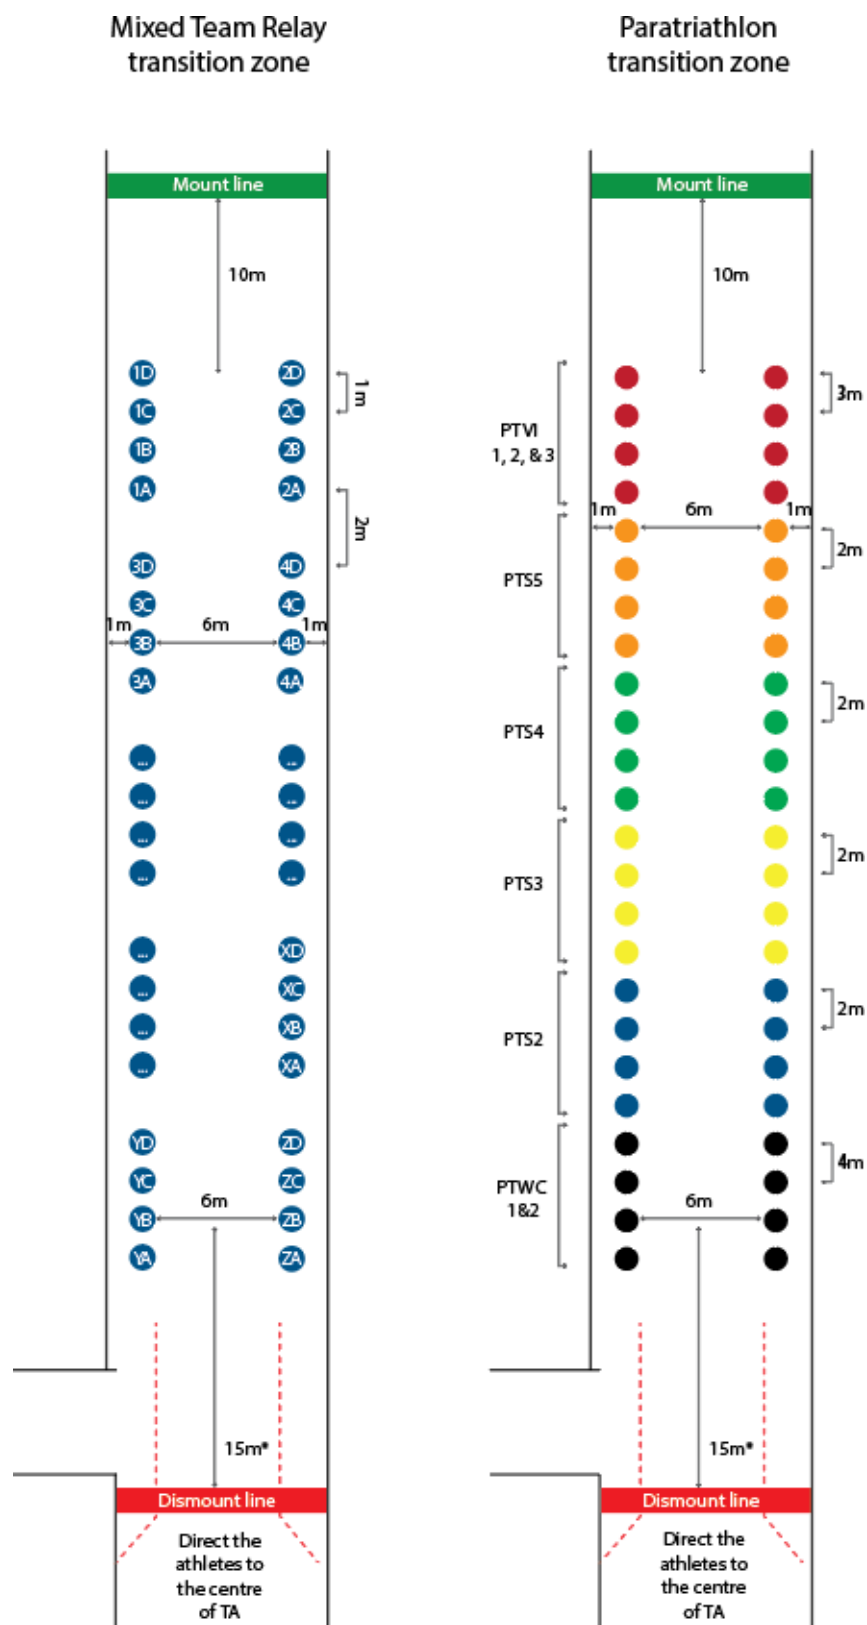 Mixed Team Relay
transition zone
Mount line
10m
1D
2D
1m
1C
2C
1B
2B
1A
2A
2m
3D
4D
3C
4C
1m
6m
1m
3B
4B
3A
4A
...
...
...
...
...
...
...
...
...
XD
...
XC
...
XB
...
XA
YD
ZD
YC
ZC
6m
YB
ZB
YA
ZA
15m*
Dismount line
Direct the
athletes to
the centre
of TA
Paratriathlon
transition zone
Mount line
10m
3m
PTVI
1, 2, & 3
1m
6m
1m
2m
PTS5
2m
PTS4
2m
PTS3
2m
PTS2
4m
PTWC
1&2
6m
15m*
Dismount line
Direct the
athletes to
the centre
of TA